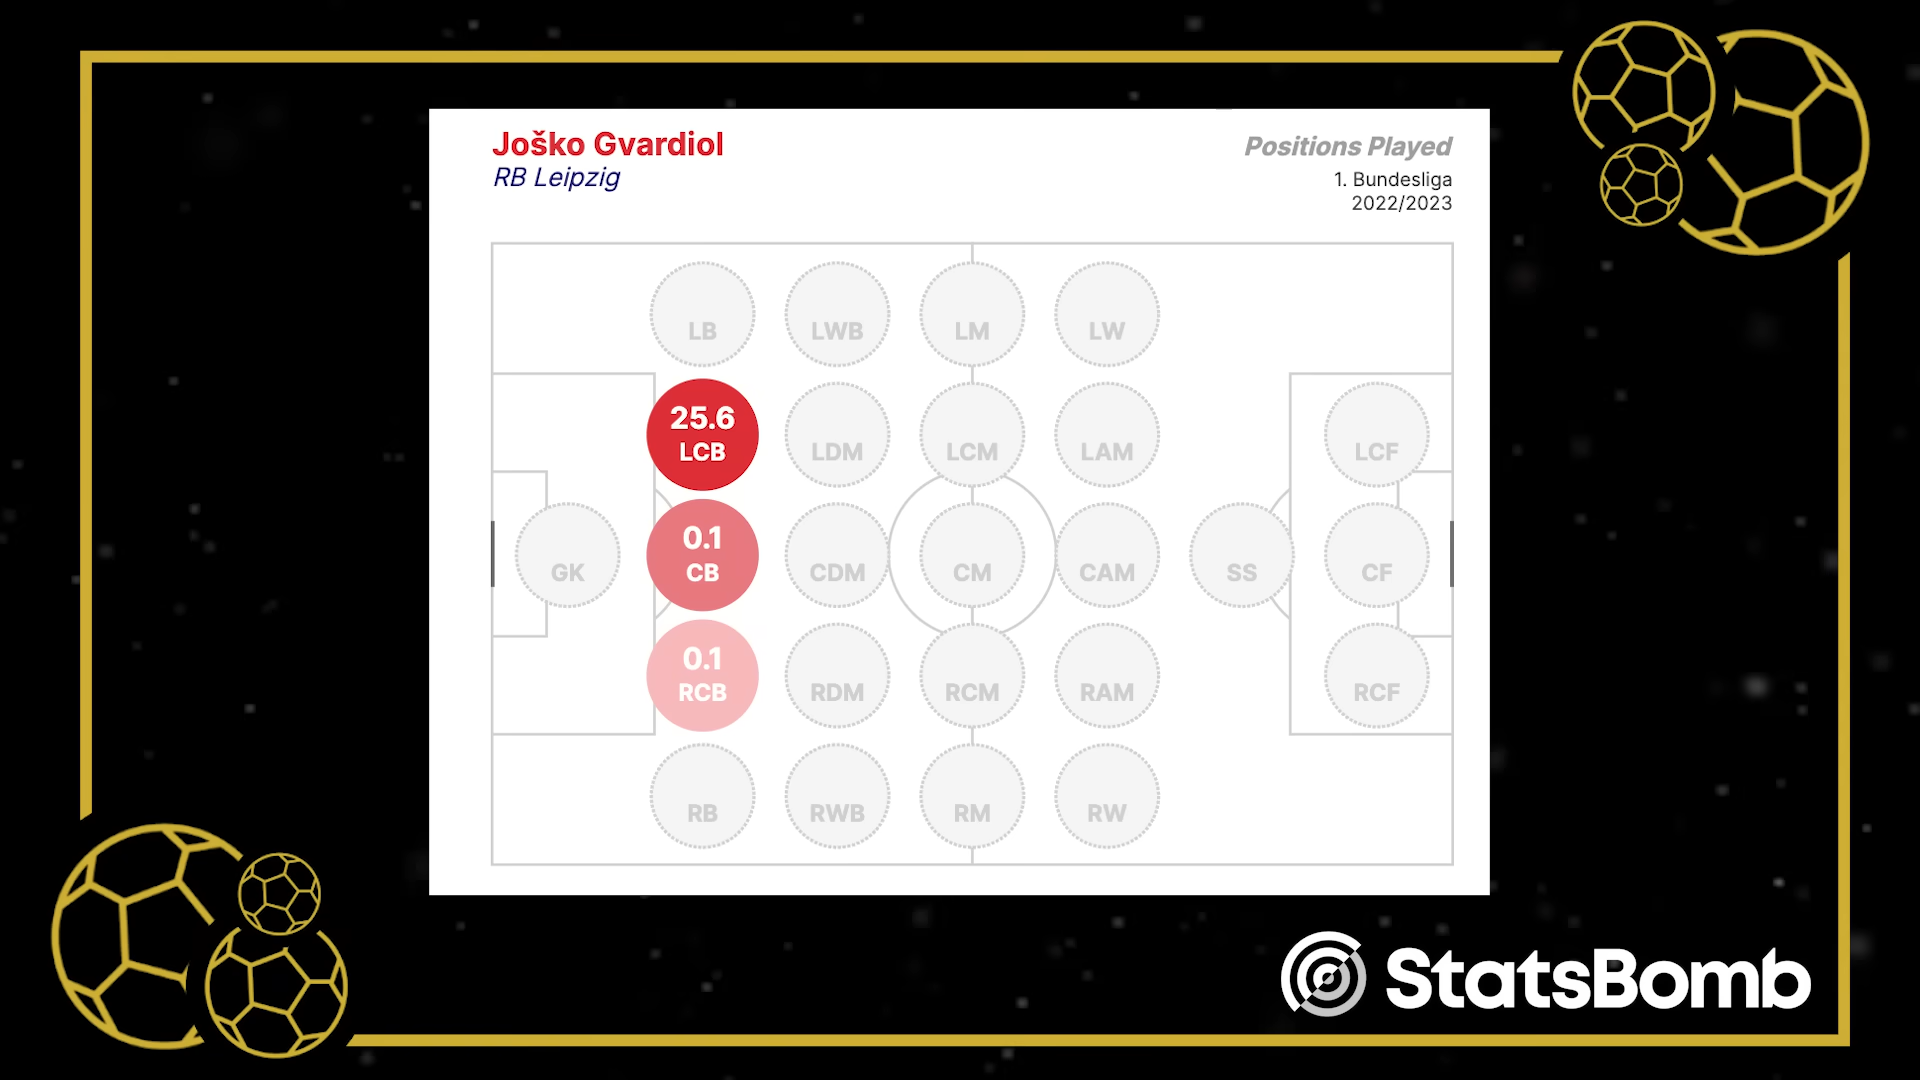 Joško Gvardiol
RB Leipzig
Positions Played
1. Bundesliga
2022/2023
LB
LWB
LM
LW
25.6
LCB
LDM
LCM
LAM
LCF
0.1
CB
GK
CDM
CM
CAM
SS
CF
0.1
RCB
RDM
RCM
RAM
RCF
RB
RWB
RM
RW
StatsBomb